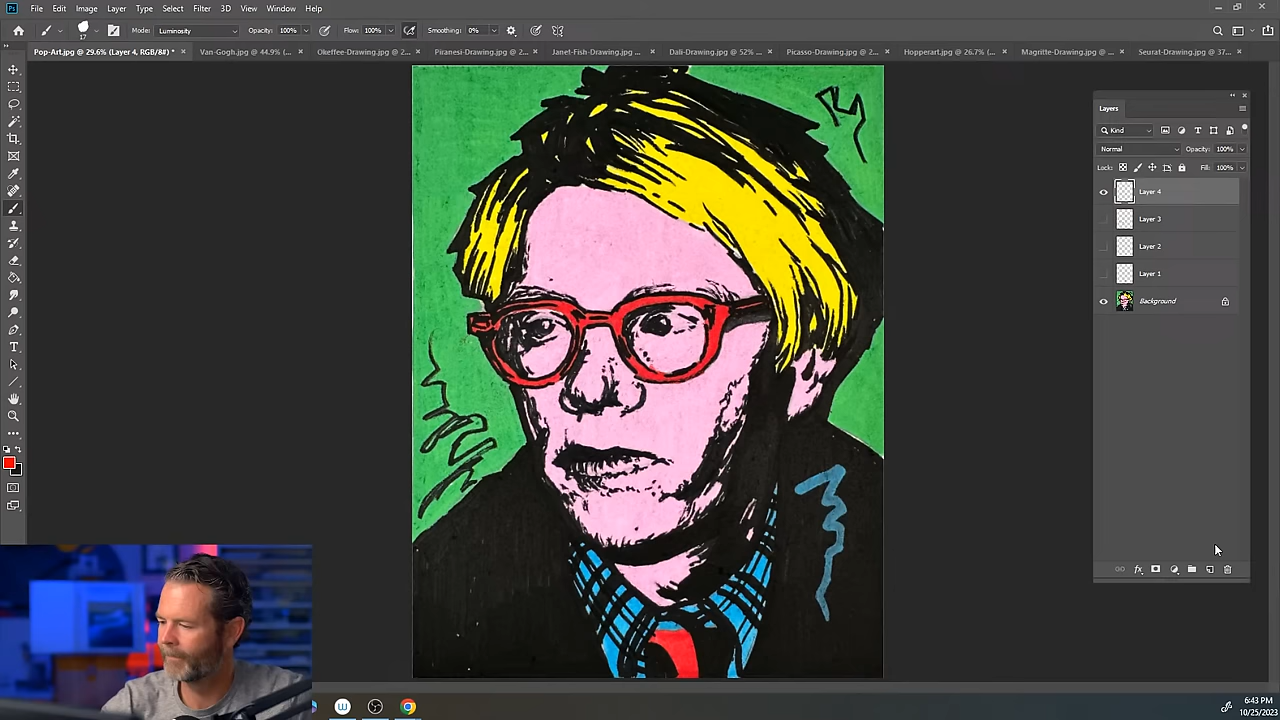 Ps File Edit Image Layer Type Select Filter 3D View Window Help
17 Mode: Luminosity Opacity: 100% Flow: 100% Smoothing: 0%
Pop-Art.jpg @ 29.6% (Layer 4, RGB/8#) * Van-Gogh.jpg @ 44.9% (... Okeffee-Drawing.jpg @ 2... Piranesi-Drawing.jpg @ 2... Janet-Fish-Drawing.jpg ... Dali-Drawing.jpg @ 52% ... Picasso-Drawing.jpg @ 2... Hopperart.jpg @ 26.7% (... Magritte-Drawing.jpg @ ... Seurat-Drawing.jpg @ 37...
Layers
Kind
Normal Opacity: 100%
Lock: Fill: 100%
Layer 4
Layer 3
Layer 2
Layer 1
Background
6:43 PM
10/25/2023